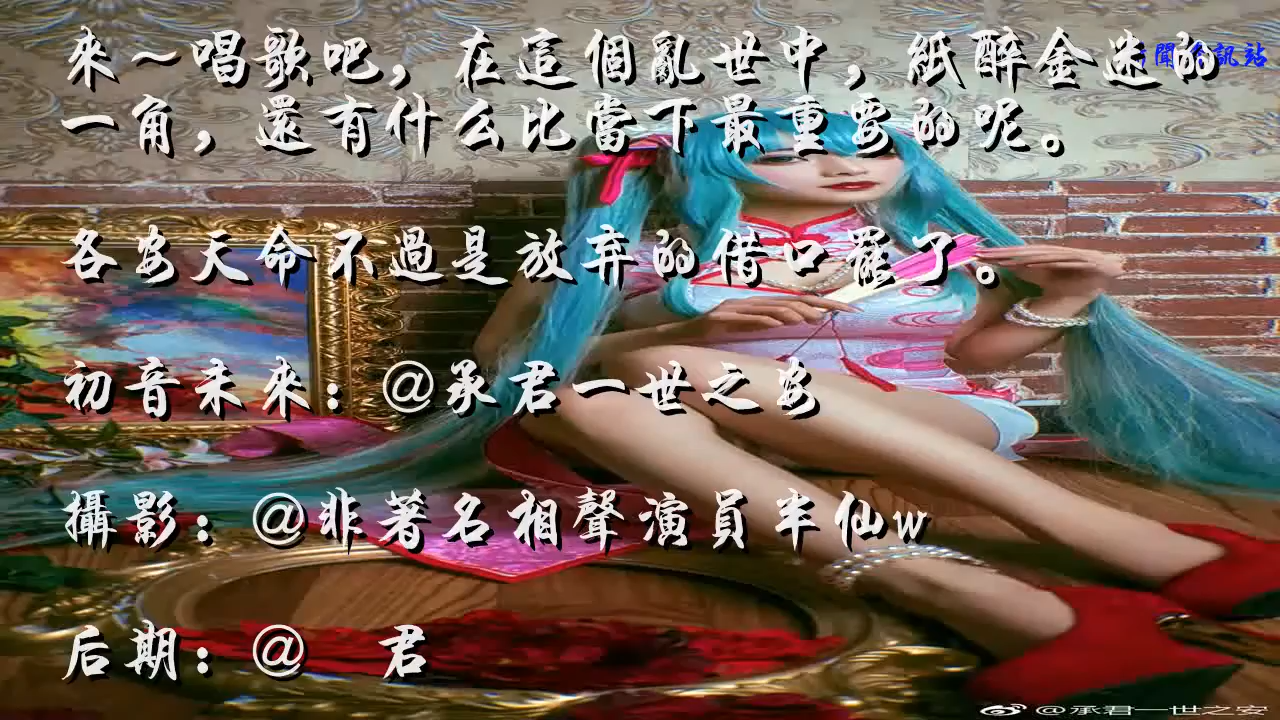 來～唱歌吧，在這個亂世中，紙醉金迷的
一角，還有什么比當下最重要的呢。
各安天命不過是放弃的借口罷了。
初音未來：@承君一世之安
攝影：@非著名相聲演員半仙w
后期：@ 君
聞 訊站
@承君一世之安